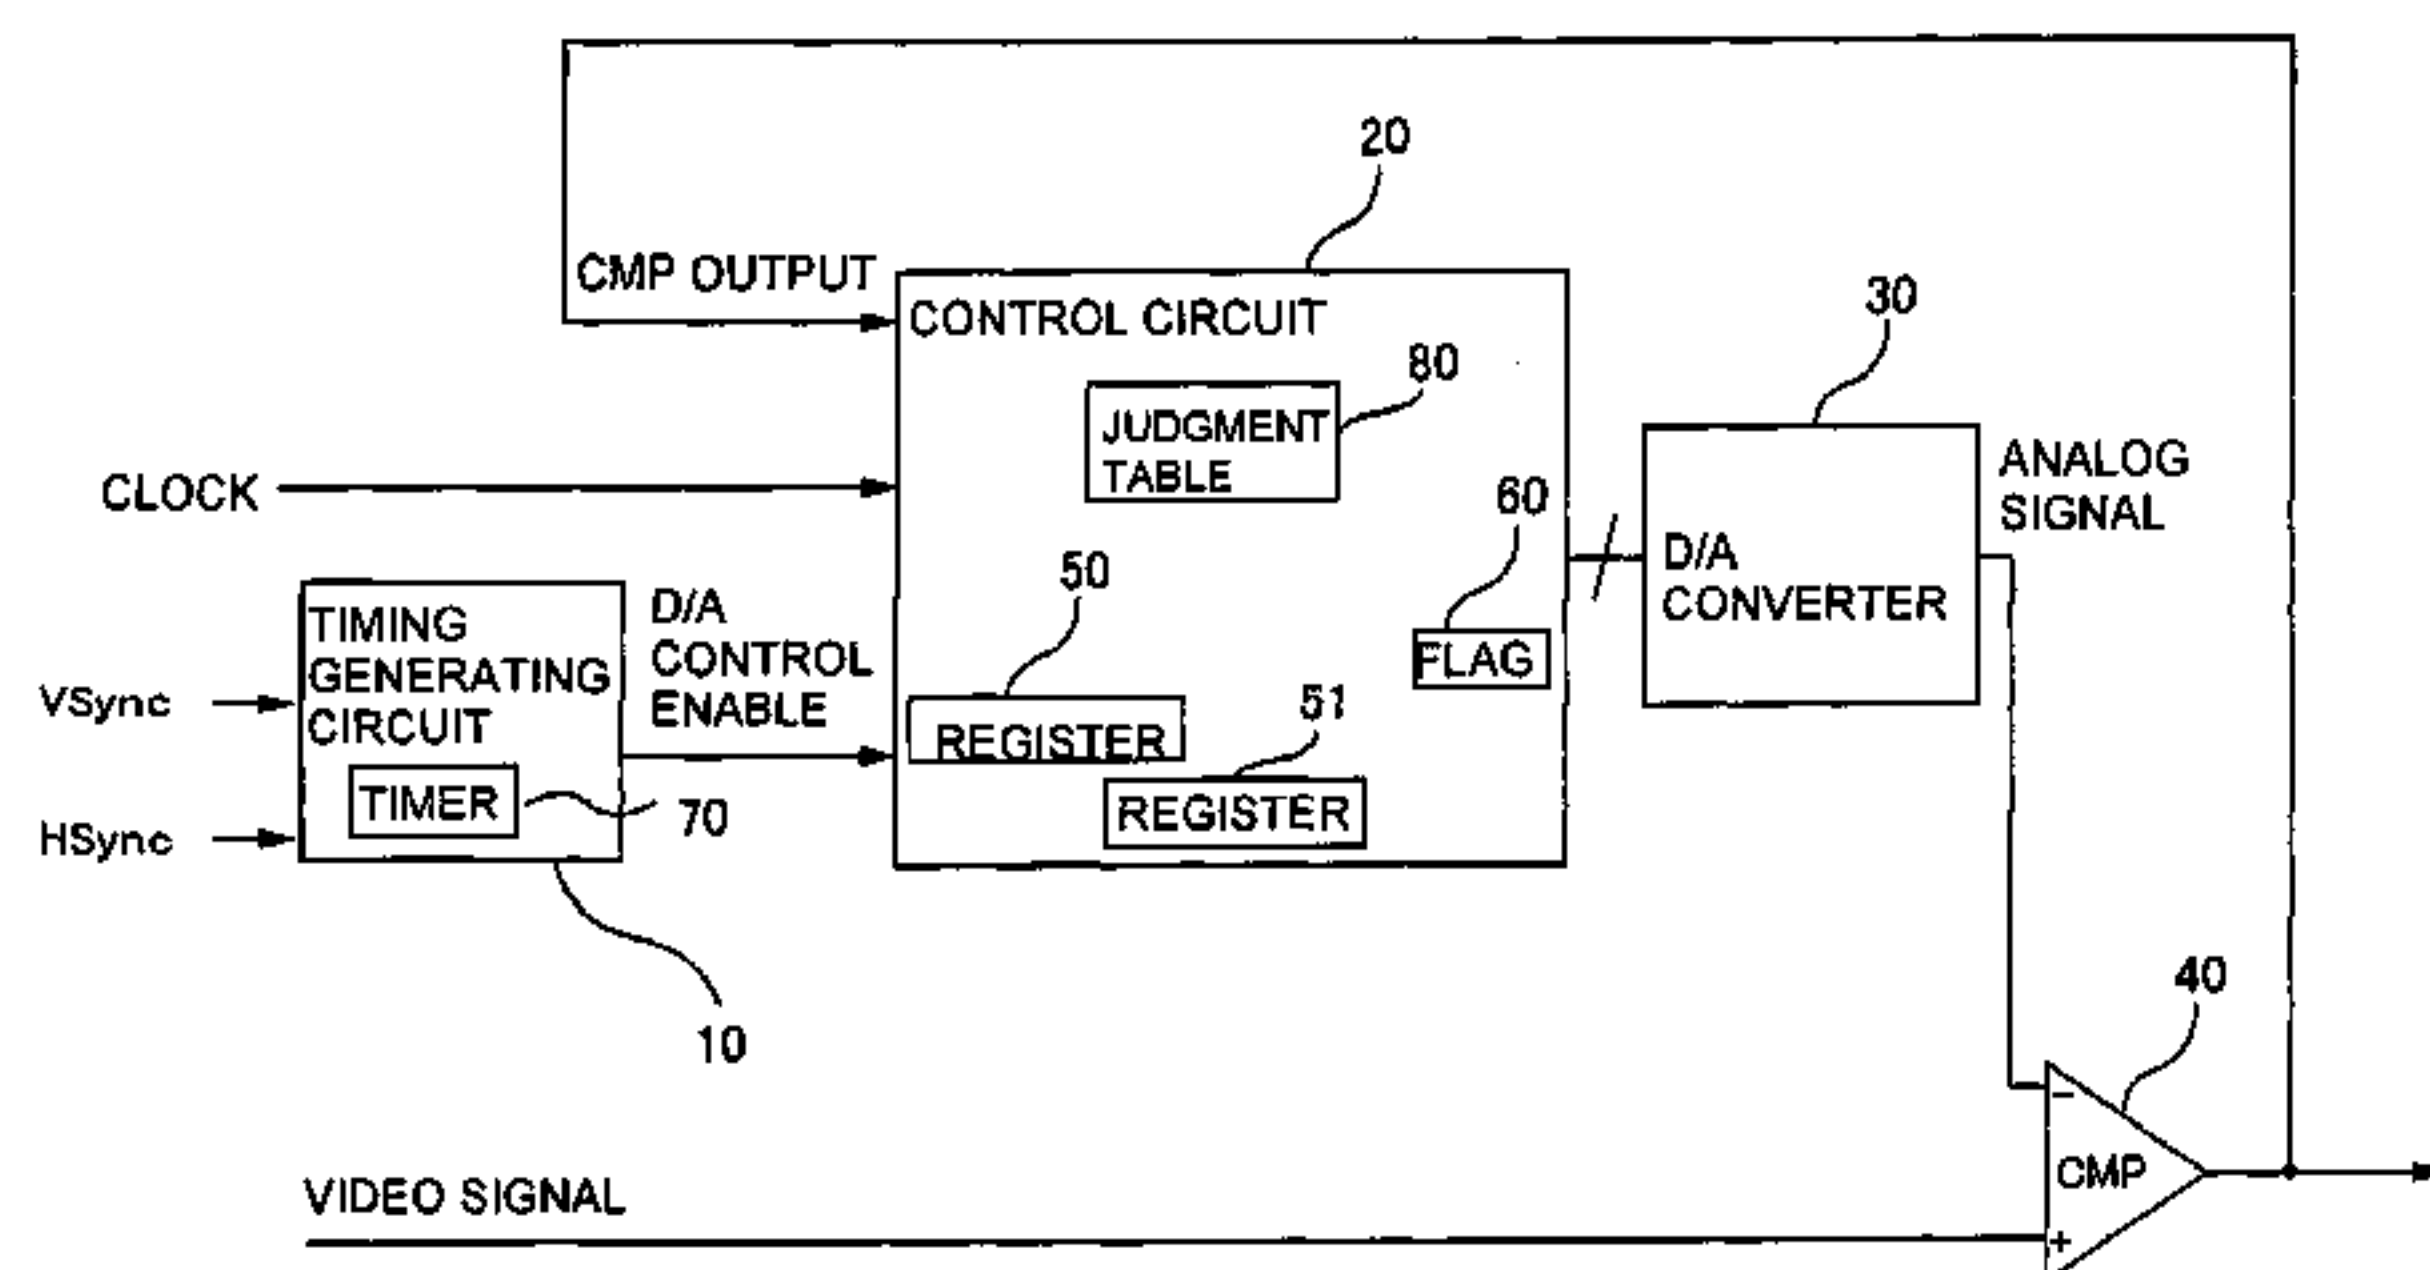 20
CMP OUTPUT
CONTROL CIRCUIT
30
80
JUDGMENT
TABLE
ANALOG
SIGNAL
CLOCK
60
D/A
CONVERTER
50
TIMING
GENERATING
CIRCUIT
D/A
CONTROL
ENABLE
FLAG
VSync
REGISTER
51
TIMER
70
REGISTER
HSync
10
40
-
CMP
VIDEO SIGNAL
+